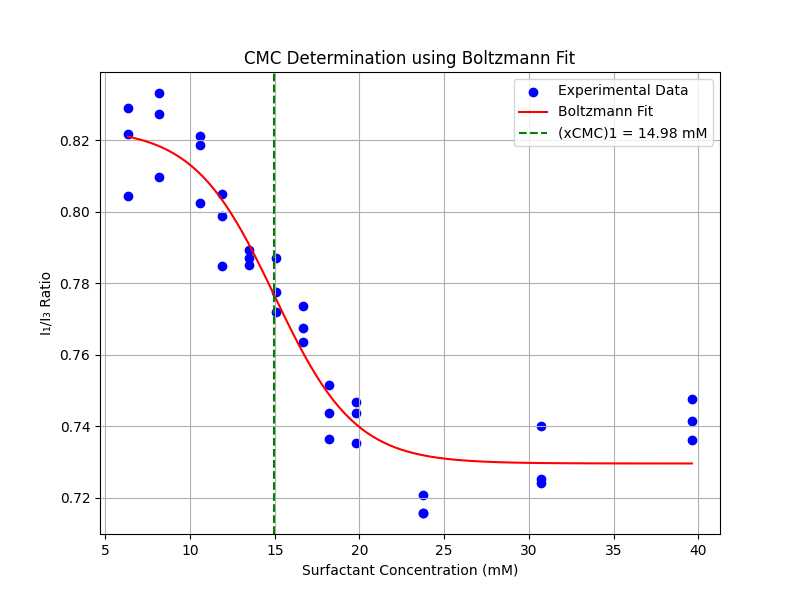 CMC Determination using Boltzmann Fit
Experimental Data
Boltzmann Fit
(xCMC)1 = 14.98 mM
I₁/I₃ Ratio
0.82
0.80
0.78
0.76
0.74
0.72
5 10 15 20 25 30 35 40
Surfactant Concentration (mM)